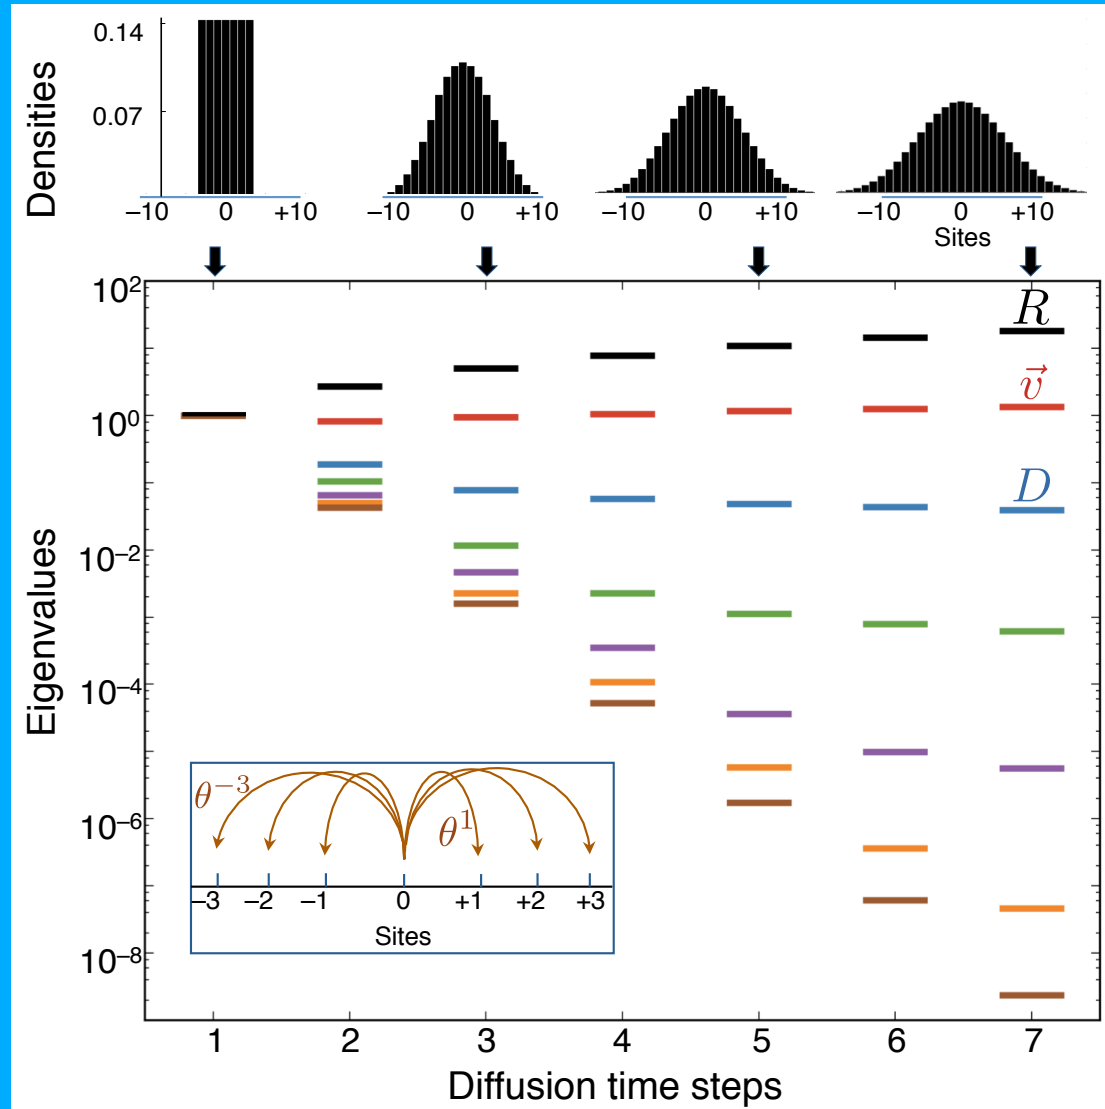 Densities
0.14
0.07
−10 0 +10
−10 0 +10
−10 0 +10
−10 0 +10
Sites
Eigenvalues
10²
10⁰
10⁻²
10⁻⁴
10⁻⁶
10⁻⁸
R
v⃗
D
θ⁻³
θ¹
−3 −2 −1 0 +1 +2 +3
Sites
1 2 3 4 5 6 7
Diffusion time steps